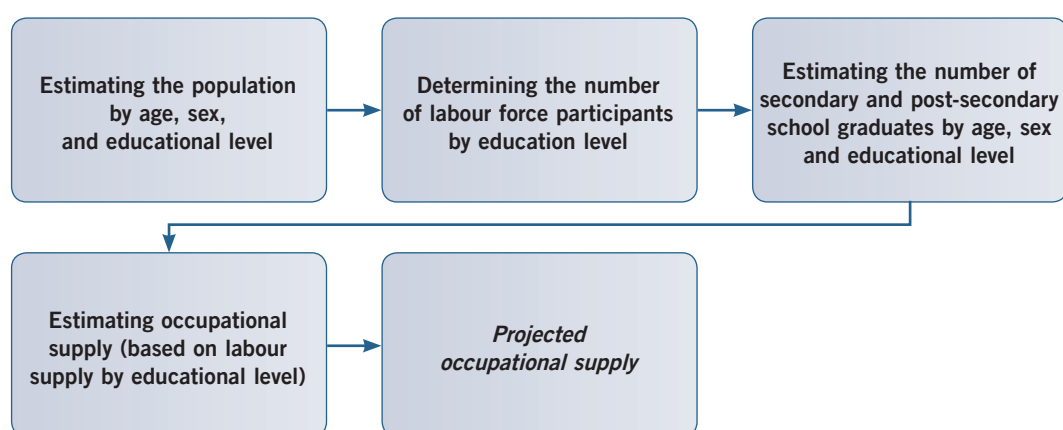 Estimating the population
by age, sex,
and educational level
Determining the number
of labour force participants
by education level
Estimating the number of
secondary and post-secondary
school graduates by age, sex
and educational level
Estimating occupational
supply (based on labour
supply by educational level)
Projected
occupational supply